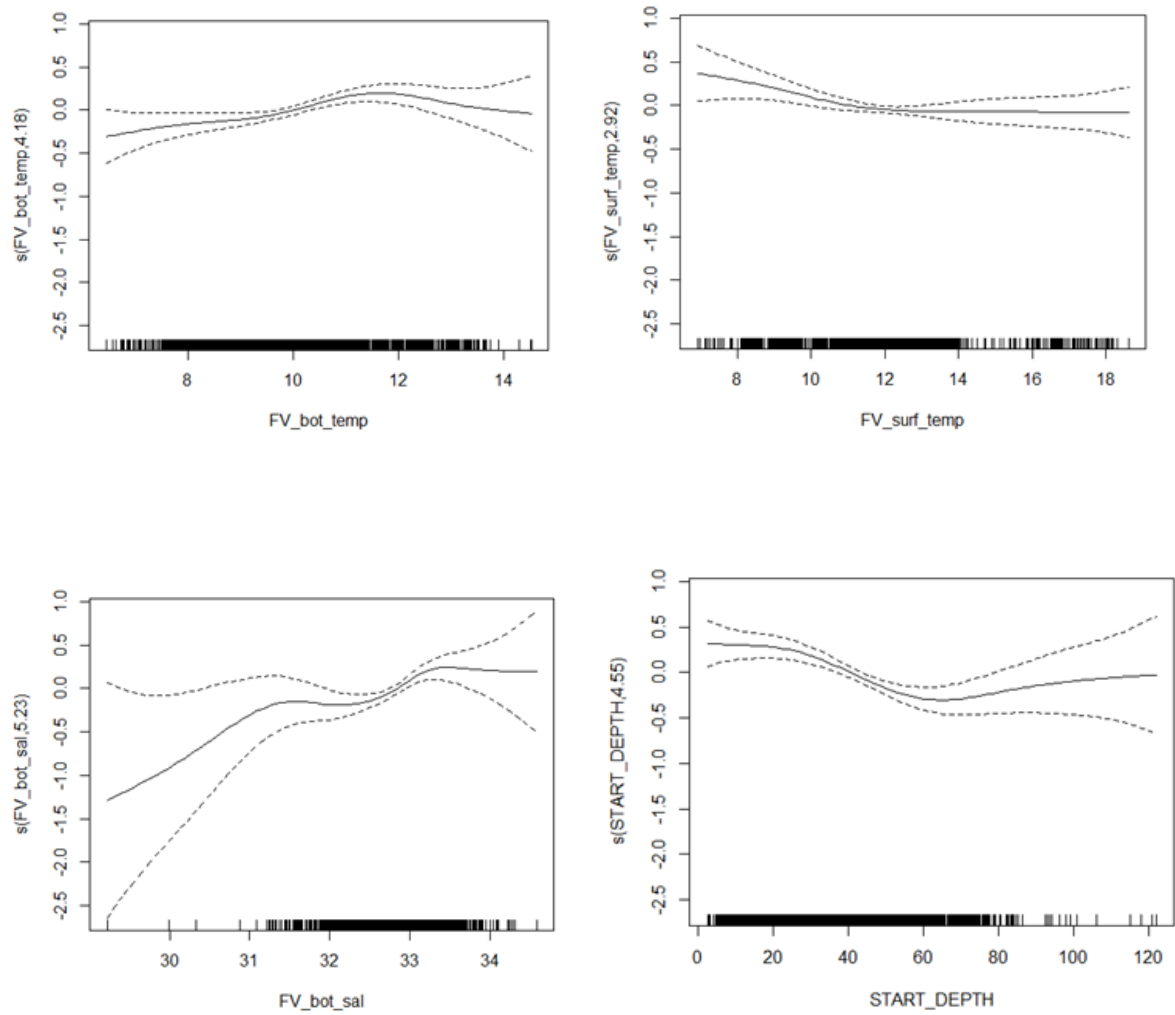 1.0
0.5
0.0
-0.5
-1.0
-1.5
-2.0
-2.5
s(FV_bot_temp,4.18)
8 10 12 14
FV_bot_temp
1.0
0.5
0.0
-0.5
-1.0
-1.5
-2.0
-2.5
s(FV_surf_temp,2.92)
8 10 12 14 16 18
FV_surf_temp
1.0
0.5
0.0
-0.5
-1.0
-1.5
-2.0
-2.5
s(FV_bot_sal,5.23)
30 31 32 33 34
FV_bot_sal
1.0
0.5
0.0
-0.5
-1.0
-1.5
-2.0
-2.5
s(START_DEPTH,4.55)
0 20 40 60 80 100 120
START_DEPTH